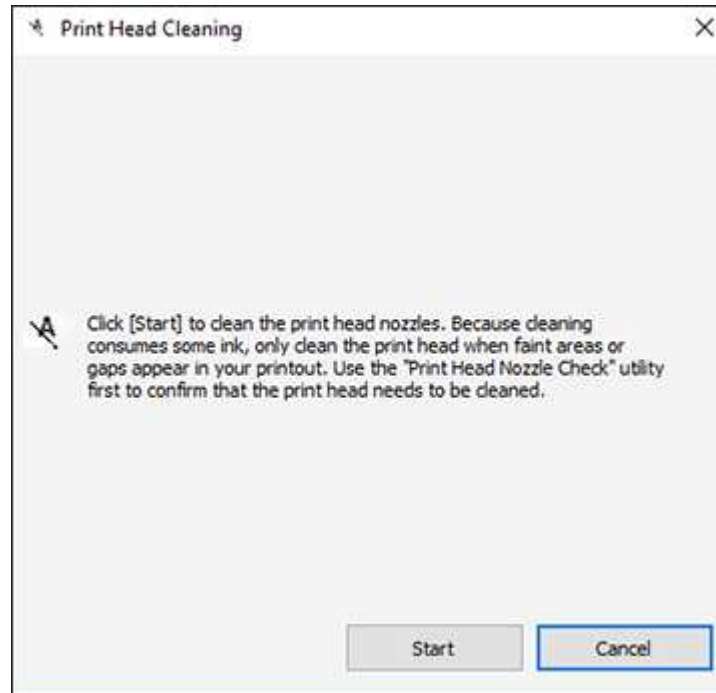 Print Head Cleaning
Click [Start] to clean the print head nozzles. Because cleaning
consumes some ink, only clean the print head when faint areas or
gaps appear in your printout. Use the "Print Head Nozzle Check" utility
first to confirm that the print head needs to be cleaned.
Start
Cancel